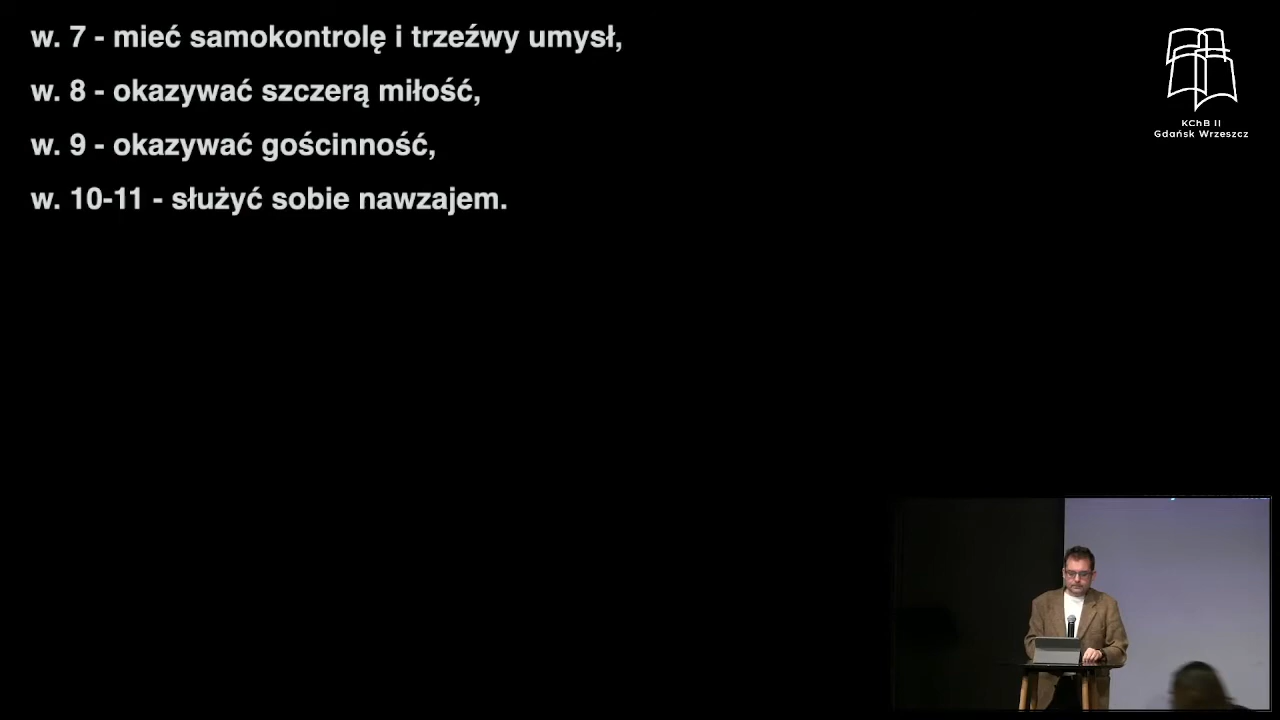 w. 7 - mieć samokontrolę i trzeźwy umysł,
w. 8 - okazywać szczerą miłość,
w. 9 - okazywać gościnność,
w. 10-11 - służyć sobie nawzajem.
KChB II
Gdańsk Wrzeszcz